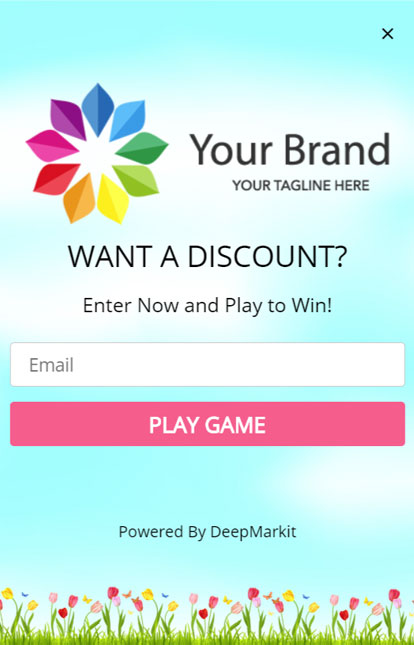 Your Brand
YOUR TAGLINE HERE
WANT A DISCOUNT?
Enter Now and Play to Win!
Email
PLAY GAME
Powered By DeepMarkit